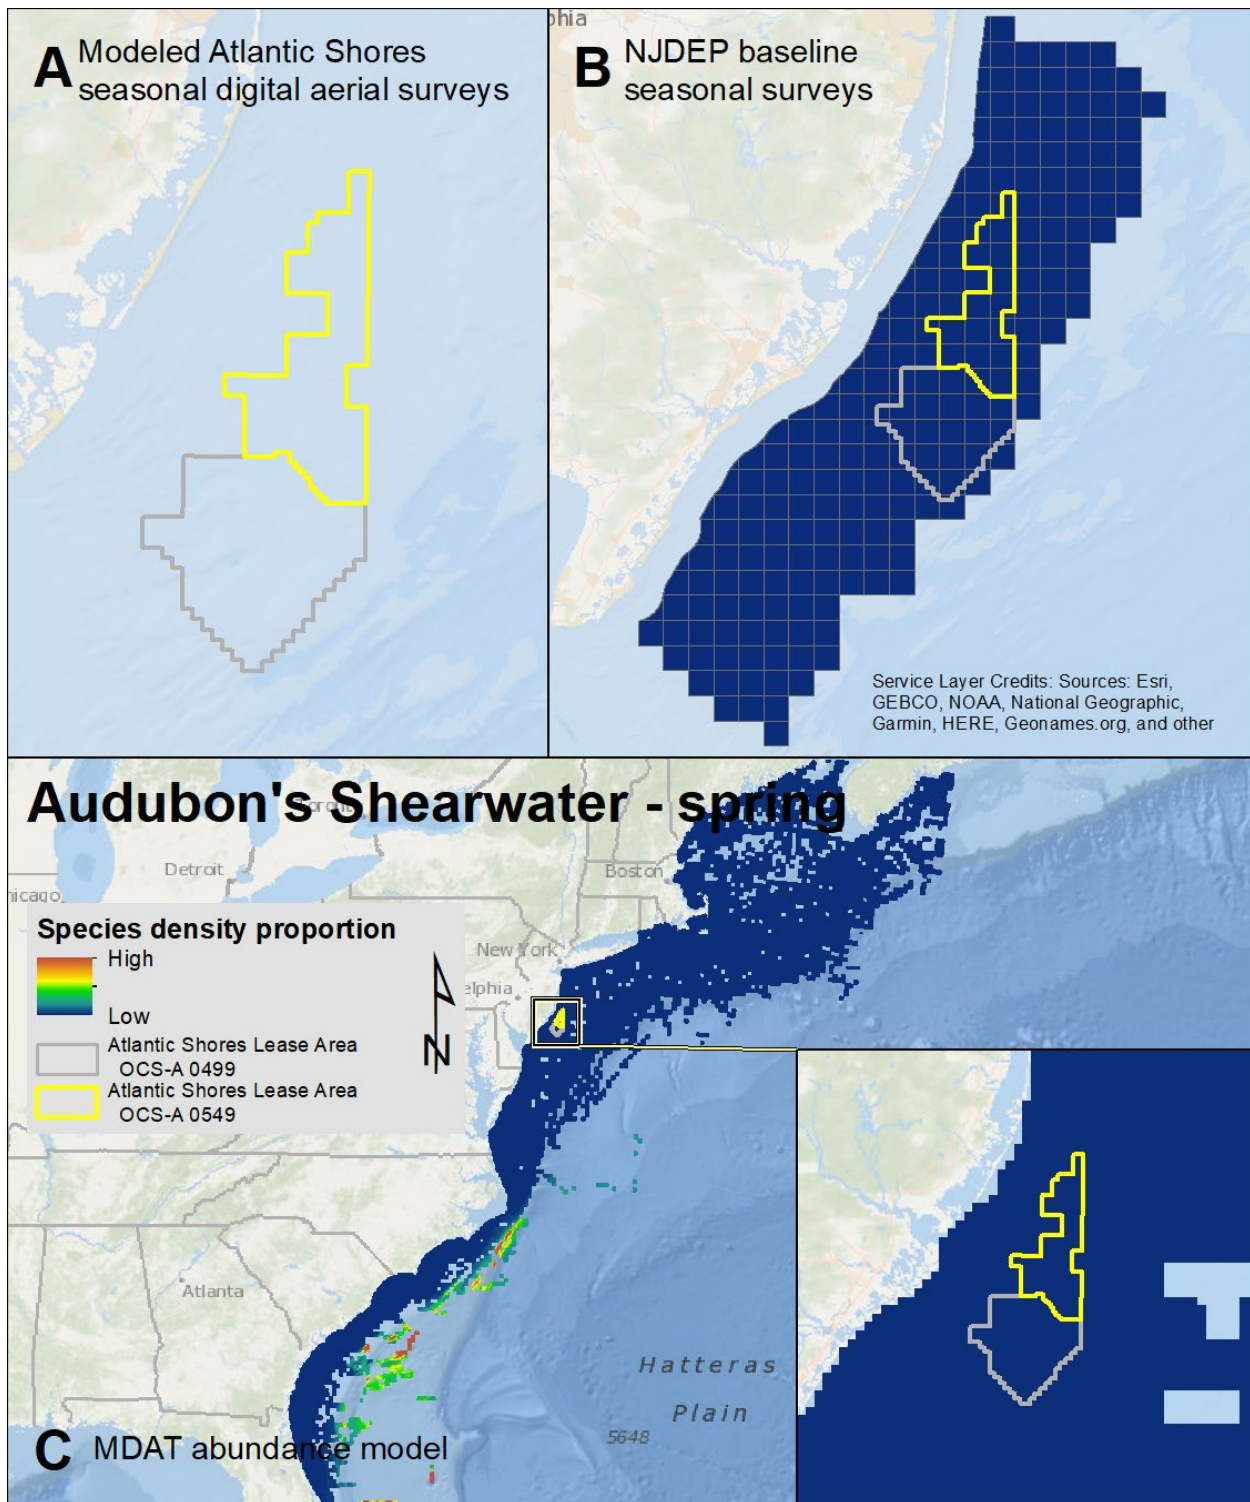 phia
A Modeled Atlantic Shores
seasonal digital aerial surveys
B NJDEP baseline
seasonal surveys
Service Layer Credits: Sources: Esri,
GEBCO, NOAA, National Geographic,
Garmin, HERE, Geonames.org, and other
Audubon's Shearwater - spring
Detroit
Boston
hicago
Species density proportion
High
Low
Atlantic Shores Lease Area
OCS-A 0499
Atlantic Shores Lease Area
OCS-A 0549
N
New York
elphia
Atlanta
Hatteras
Plain
5648
C MDAT abundance model